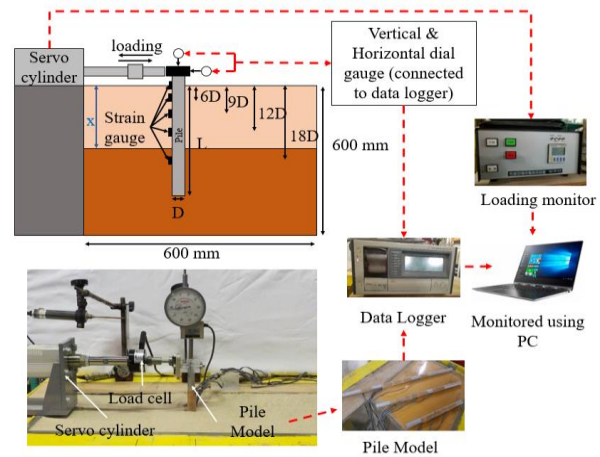 Servo
cylinder
loading
Vertical &
Horizontal dial
gauge (connected
to data logger)
x
Strain
gauge
Pile
L
6D
9D
12D
18D
D
600 mm
600 mm
Loading monitor
Data Logger
Monitored using
PC
Load cell
Servo cylinder
Pile
Model
Pile Model